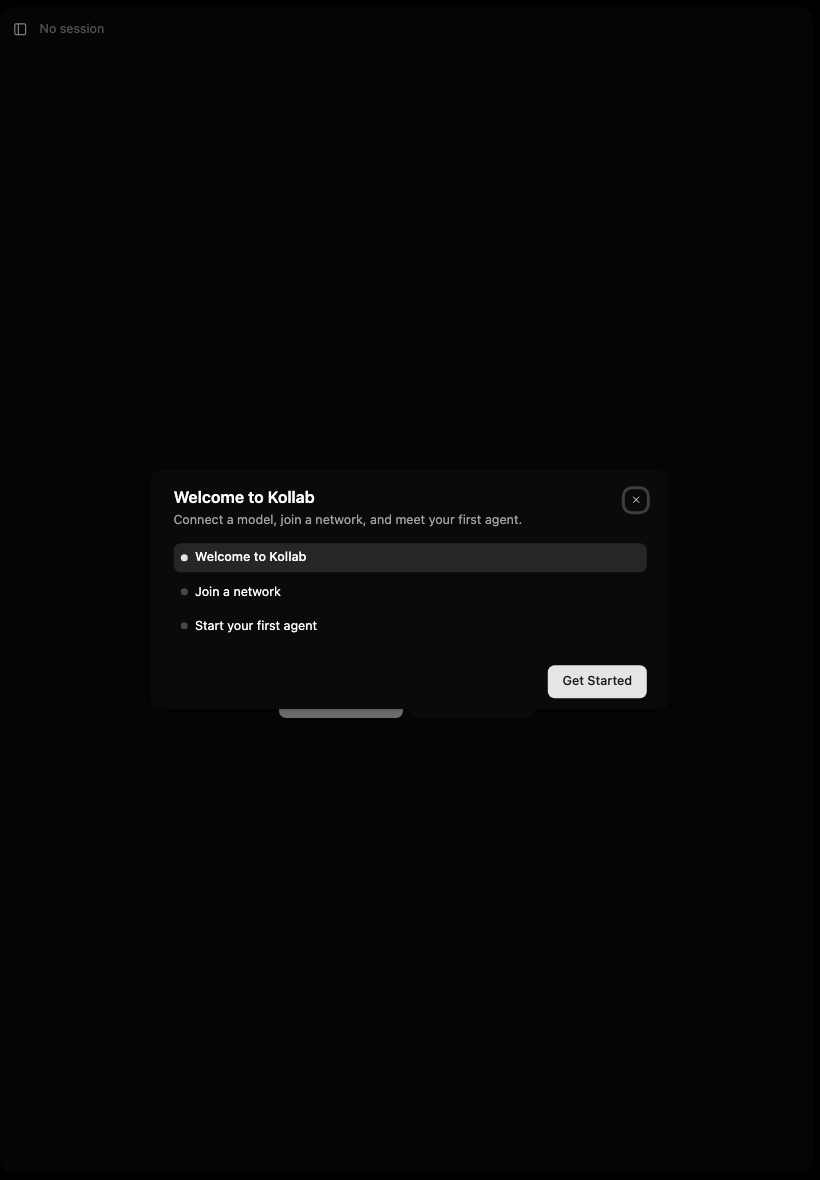 No session
Welcome to Kollab
Connect a model, join a network, and meet your first agent.
Welcome to Kollab
Join a network
Start your first agent
Get Started